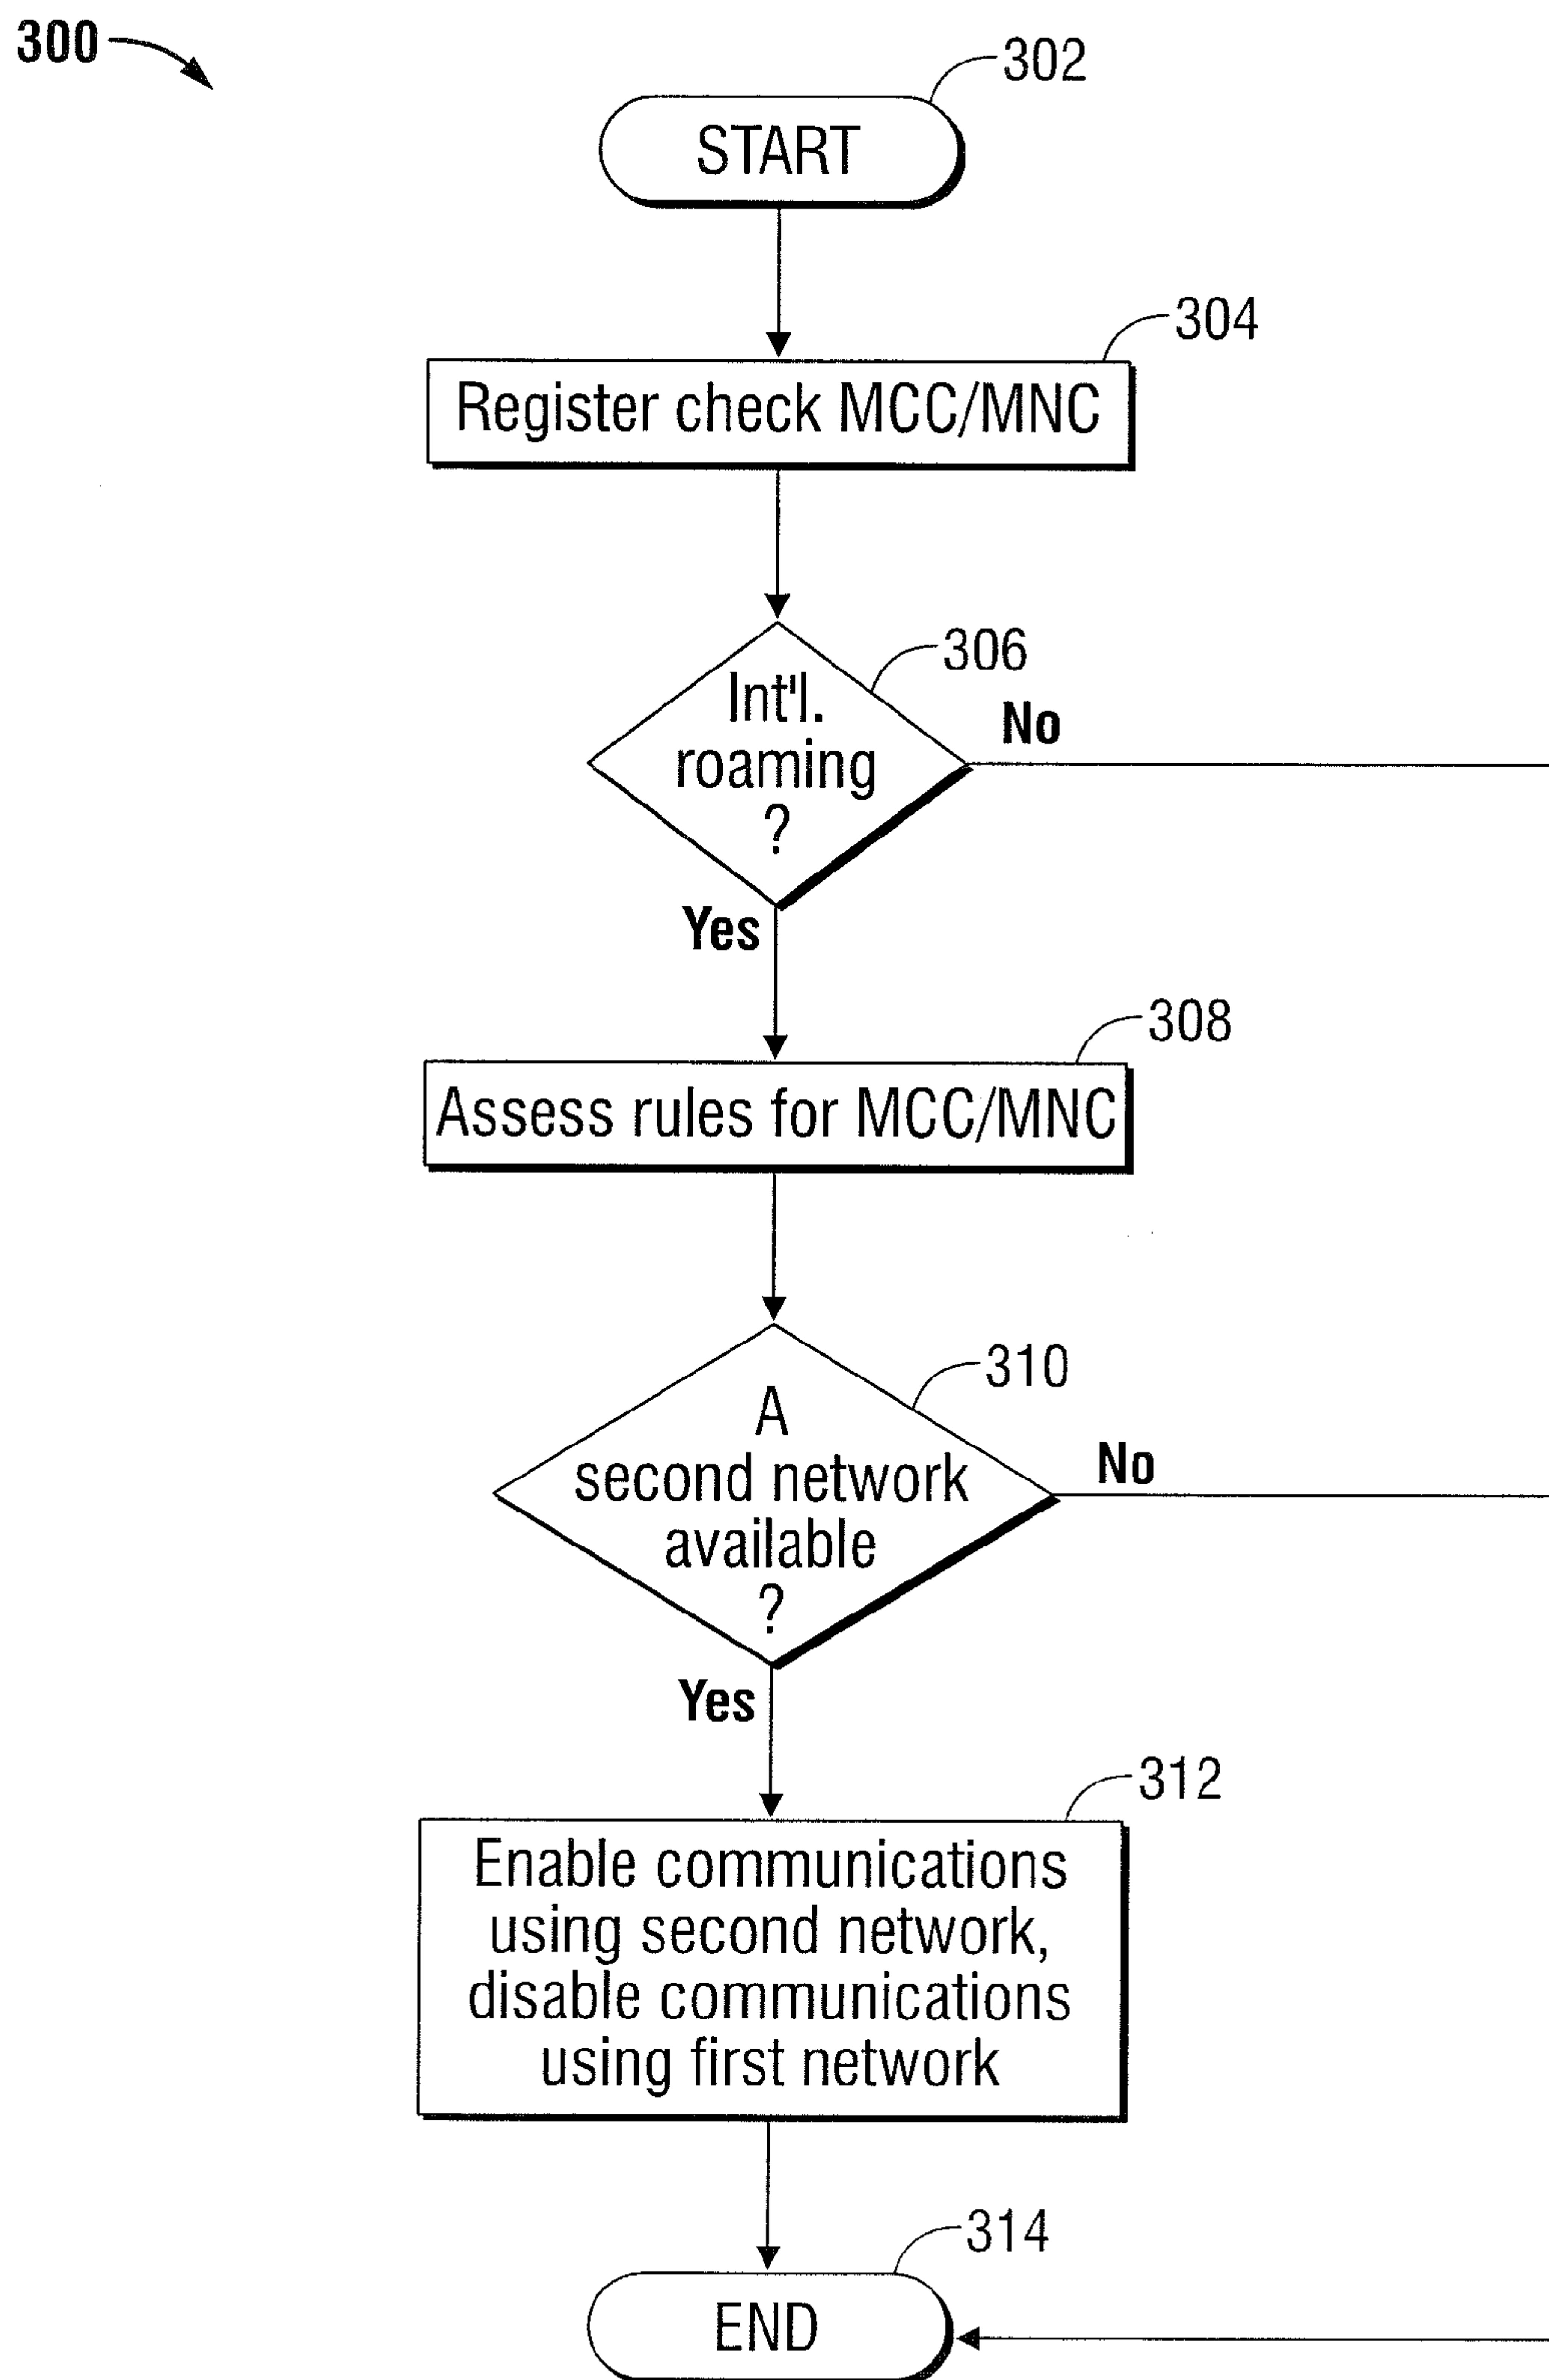 300
302
START
304
Register check MCC/MNC
306
Int'l.
roaming
?
No
Yes
308
Assess rules for MCC/MNC
310
A
second network
available
?
No
Yes
312
Enable communications
using second network,
disable communications
using first network
314
END